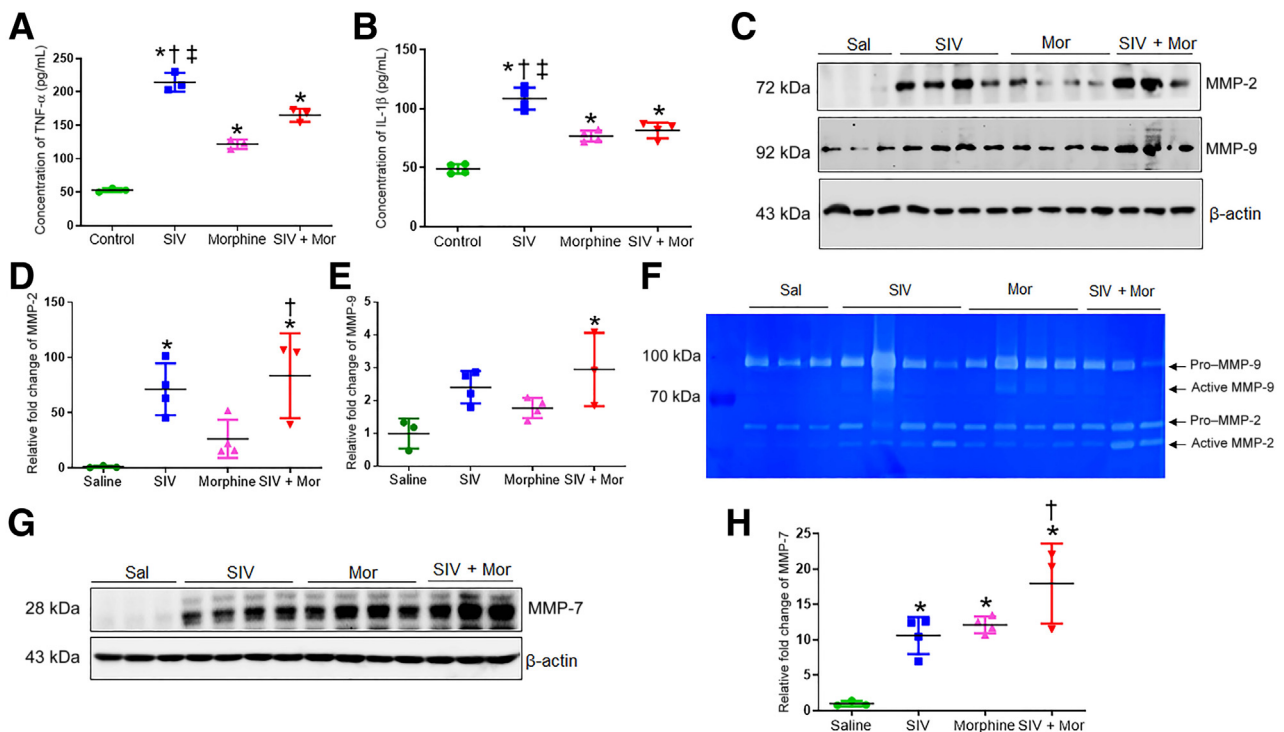 A
Concentration of TNF-α (pg/mL)
250
200
150
100
50
0
*†‡
*
*
Control SIV Morphine SIV + Mor
B
Concentration of IL-1β (pg/mL)
150
100
50
0
*†‡
*
*
Control SIV Morphine SIV + Mor
C
Sal SIV Mor SIV + Mor
72 kDa MMP-2
92 kDa MMP-9
43 kDa β-actin
D
Relative fold change of MMP-2
150
100
50
0
*
†
*
Saline SIV Morphine SIV + Mor
E
Relative fold change of MMP-9
5
4
3
2
1
0
*
Saline SIV Morphine SIV + Mor
F
Sal SIV Mor SIV + Mor
100 kDa
70 kDa
Pro–MMP-9
Active MMP-9
Pro–MMP-2
Active MMP-2
G
Sal SIV Mor SIV + Mor
28 kDa MMP-7
43 kDa β-actin
H
Relative fold change of MMP-7
25
20
15
10
5
0
*
*
†
*
Saline SIV Morphine SIV + Mor